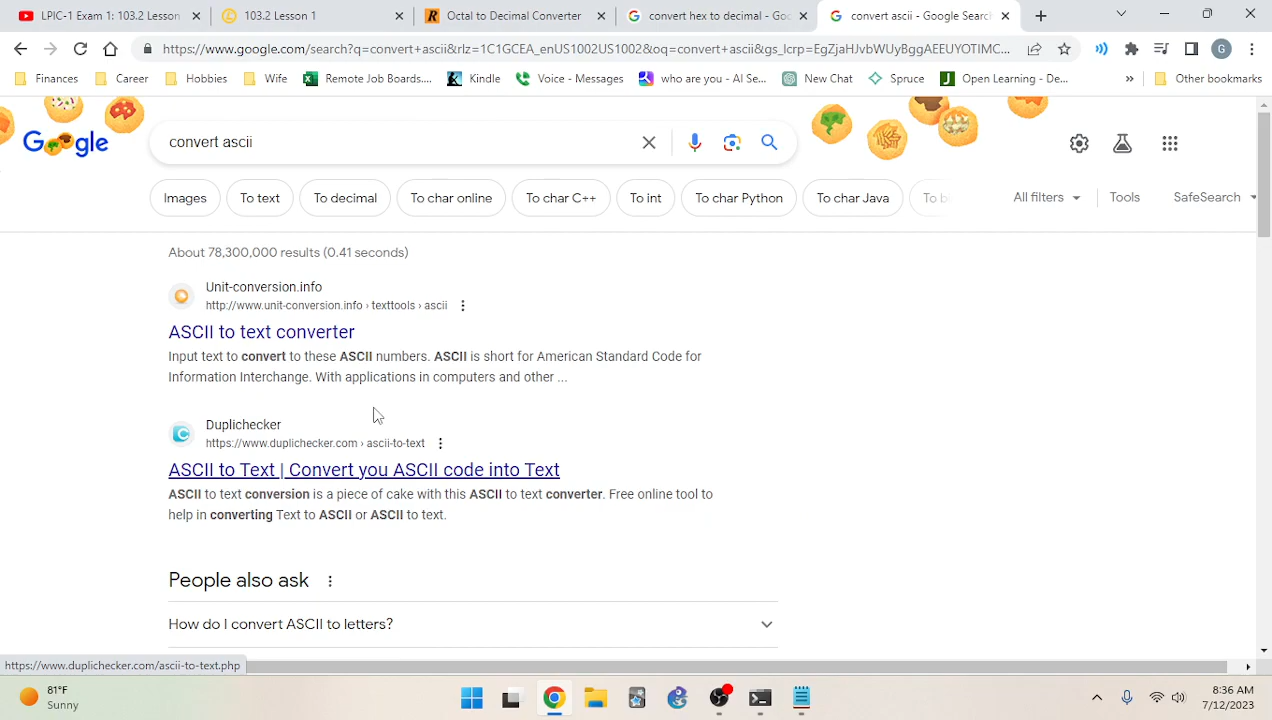 LPIC-1 Exam 1: 103.2 Lesson
103.2 Lesson 1
Octal to Decimal Converter
convert hex to decimal - Goo
convert ascii - Google Search
https://www.google.com/search?q=convert+ascii&rlz=1C1GCEA_enUS1002US1002&oq=convert+ascii&gs_lcrp=EgZjaHJvbWUyBggAEEUYOTIMC...
G
Finances
Career
Hobbies
Wife
Remote Job Boards....
Kindle
Voice - Messages
who are you - AI Se...
New Chat
Spruce
Open Learning - De...
»
Other bookmarks
Google
convert ascii
Images
To text
To decimal
To char online
To char C++
To int
To char Python
To char Java
To b
All filters
Tools
SafeSearch
About 78,300,000 results (0.41 seconds)
Unit-conversion.info
http://www.unit-conversion.info › texttools › ascii
ASCII to text converter
Input text to convert to these ASCII numbers. ASCII is short for American Standard Code for
Information Interchange. With applications in computers and other ...
Duplichecker
https://www.duplichecker.com › ascii-to-text
ASCII to Text | Convert you ASCII code into Text
ASCII to text conversion is a piece of cake with this ASCII to text converter. Free online tool to
help in converting Text to ASCII or ASCII to text.
People also ask
How do I convert ASCII to letters?
https://www.duplichecker.com/ascii-to-text.php
81°F
Sunny
8:36 AM
7/12/2023